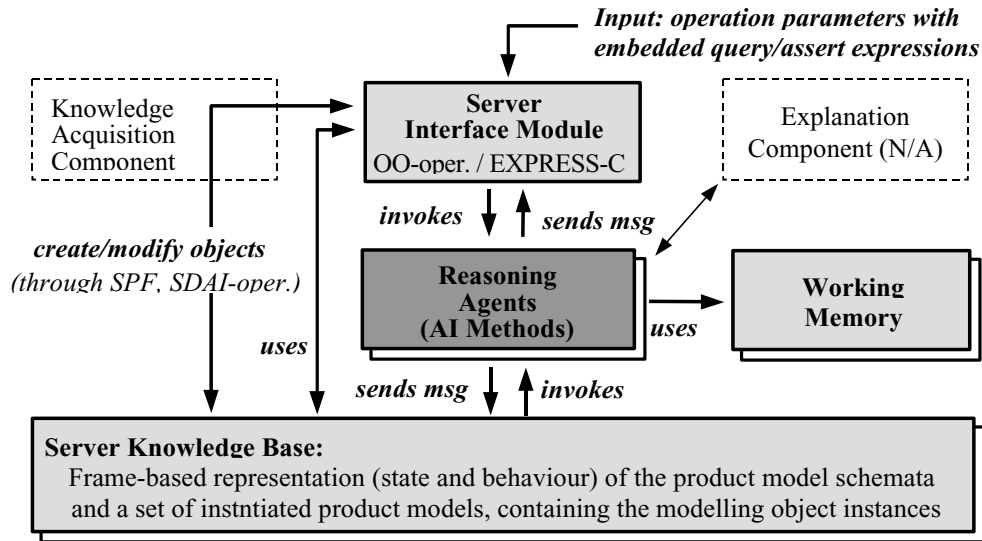 Input: operation parameters with
embedded query/assert expressions
Knowledge
Acquisition
Component
Server
Interface Module
OO-oper. / EXPRESS-C
Explanation
Component (N/A)
invokes
sends msg
create/modify objects
(through SPF, SDAI-oper.)
Reasoning
Agents
(AI Methods)
uses
Working
Memory
uses
sends msg
invokes
Server Knowledge Base:
Frame-based representation (state and behaviour) of the product model schemata
and a set of instntiated product models, containing the modelling object instances